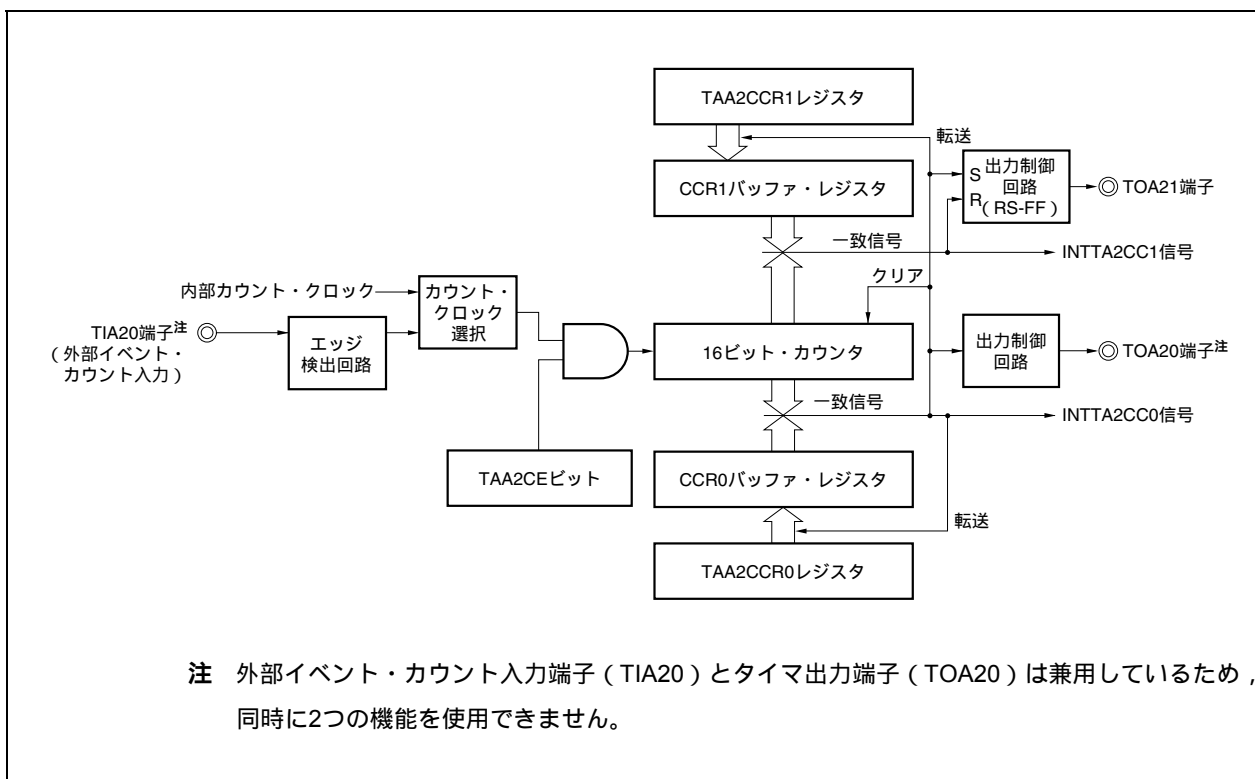 TAA2CCR1レジスタ
転送
CCR1バッファ・レジスタ
S 出力制御
回路
R（RS-FF）
TOA21端子
一致信号
INTTA2CC1信号
クリア
内部カウント・クロック
カウント・
クロック
選択
TIA20端子注
（外部イベント・
カウント入力）
エッジ
検出回路
16ビット・カウンタ
出力制御
回路
TOA20端子注
一致信号
INTTA2CC0信号
TAA2CEビット
CCR0バッファ・レジスタ
転送
TAA2CCR0レジスタ
注　外部イベント・カウント入力端子（TIA20）とタイマ出力端子（TOA20）は兼用しているため，
同時に2つの機能を使用できません。